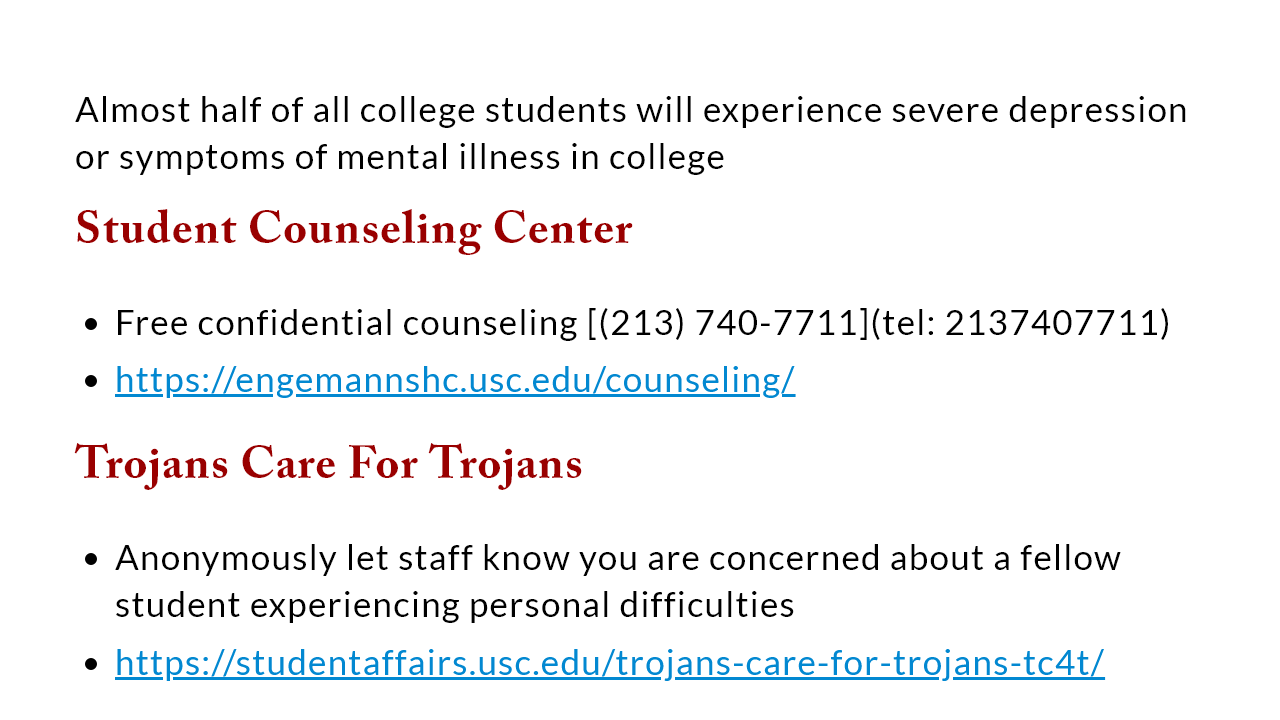 Almost half of all college students will experience severe depression
or symptoms of mental illness in college
Student Counseling Center
• Free confidential counseling [(213) 740-7711](tel: 2137407711)
• https://engemannshc.usc.edu/counseling/
Trojans Care For Trojans
• Anonymously let staff know you are concerned about a fellow
student experiencing personal difficulties
• https://studentaffairs.usc.edu/trojans-care-for-trojans-tc4t/